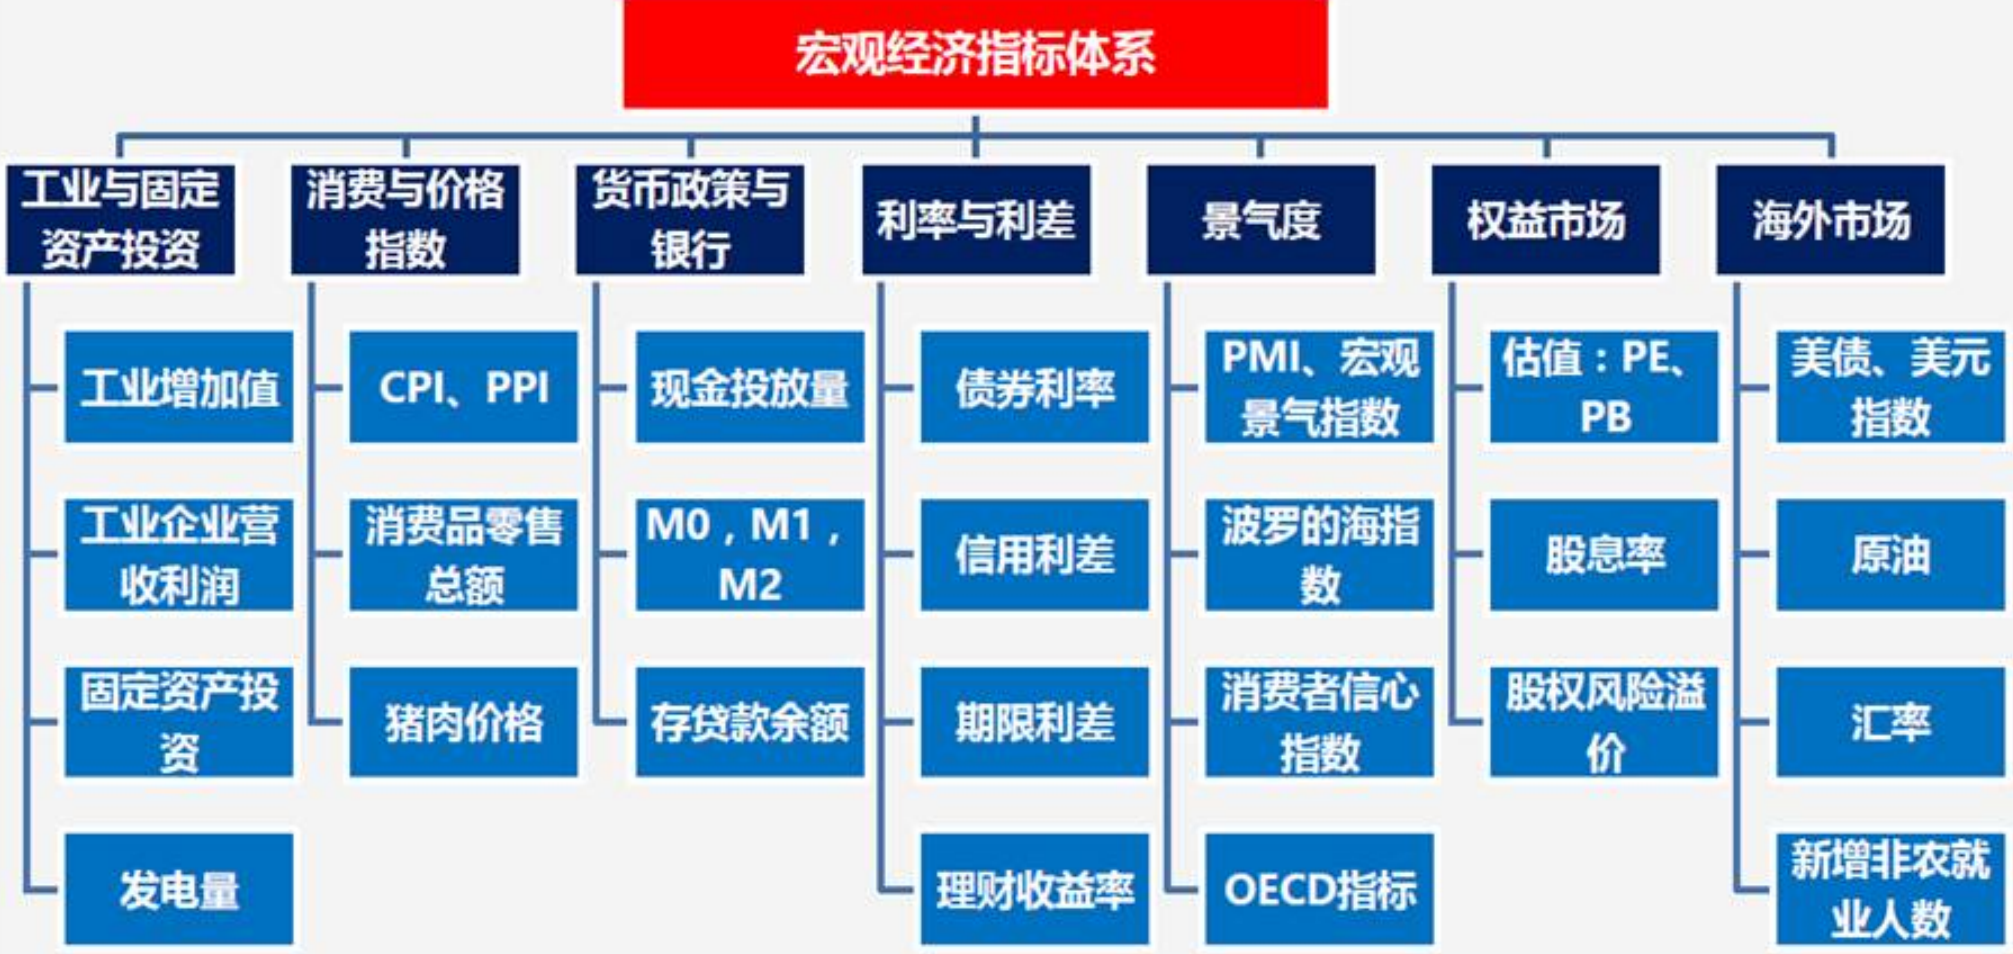 宏观经济指标体系
工业与固定
资产投资
工业增加值
工业企业营
收利润
固定资产投
资
发电量
消费与价格
指数
CPI、PPI
消费品零售
总额
猪肉价格
货币政策与
银行
现金投放量
M0，M1，
M2
存贷款余额
利率与利差
债券利率
信用利差
期限利差
理财收益率
景气度
PMI、宏观
景气指数
波罗的海指
数
消费者信心
指数
OECD指标
权益市场
估值：PE、
PB
股息率
股权风险溢
价
海外市场
美债、美元
指数
原油
汇率
新增非农就
业人数